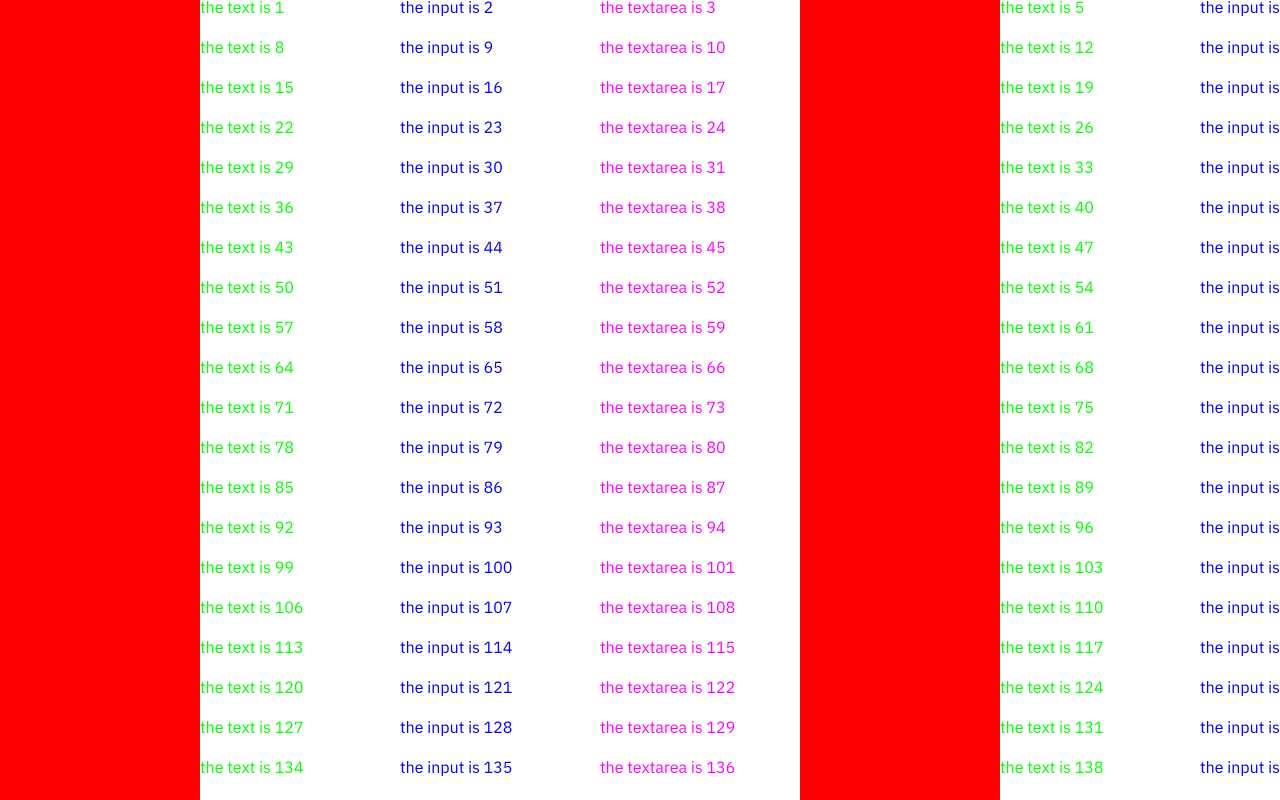 the text is 1 the input is 2 the textarea is 3 the text is 5 the input is
the text is 8 the input is 9 the textarea is 10 the text is 12 the input is
the text is 15 the input is 16 the textarea is 17 the text is 19 the input is
the text is 22 the input is 23 the textarea is 24 the text is 26 the input is
the text is 29 the input is 30 the textarea is 31 the text is 33 the input is
the text is 36 the input is 37 the textarea is 38 the text is 40 the input is
the text is 43 the input is 44 the textarea is 45 the text is 47 the input is
the text is 50 the input is 51 the textarea is 52 the text is 54 the input is
the text is 57 the input is 58 the textarea is 59 the text is 61 the input is
the text is 64 the input is 65 the textarea is 66 the text is 68 the input is
the text is 71 the input is 72 the textarea is 73 the text is 75 the input is
the text is 78 the input is 79 the textarea is 80 the text is 82 the input is
the text is 85 the input is 86 the textarea is 87 the text is 89 the input is
the text is 92 the input is 93 the textarea is 94 the text is 96 the input is
the text is 99 the input is 100 the textarea is 101 the text is 103 the input is
the text is 106 the input is 107 the textarea is 108 the text is 110 the input is
the text is 113 the input is 114 the textarea is 115 the text is 117 the input is
the text is 120 the input is 121 the textarea is 122 the text is 124 the input is
the text is 127 the input is 128 the textarea is 129 the text is 131 the input is
the text is 134 the input is 135 the textarea is 136 the text is 138 the input is